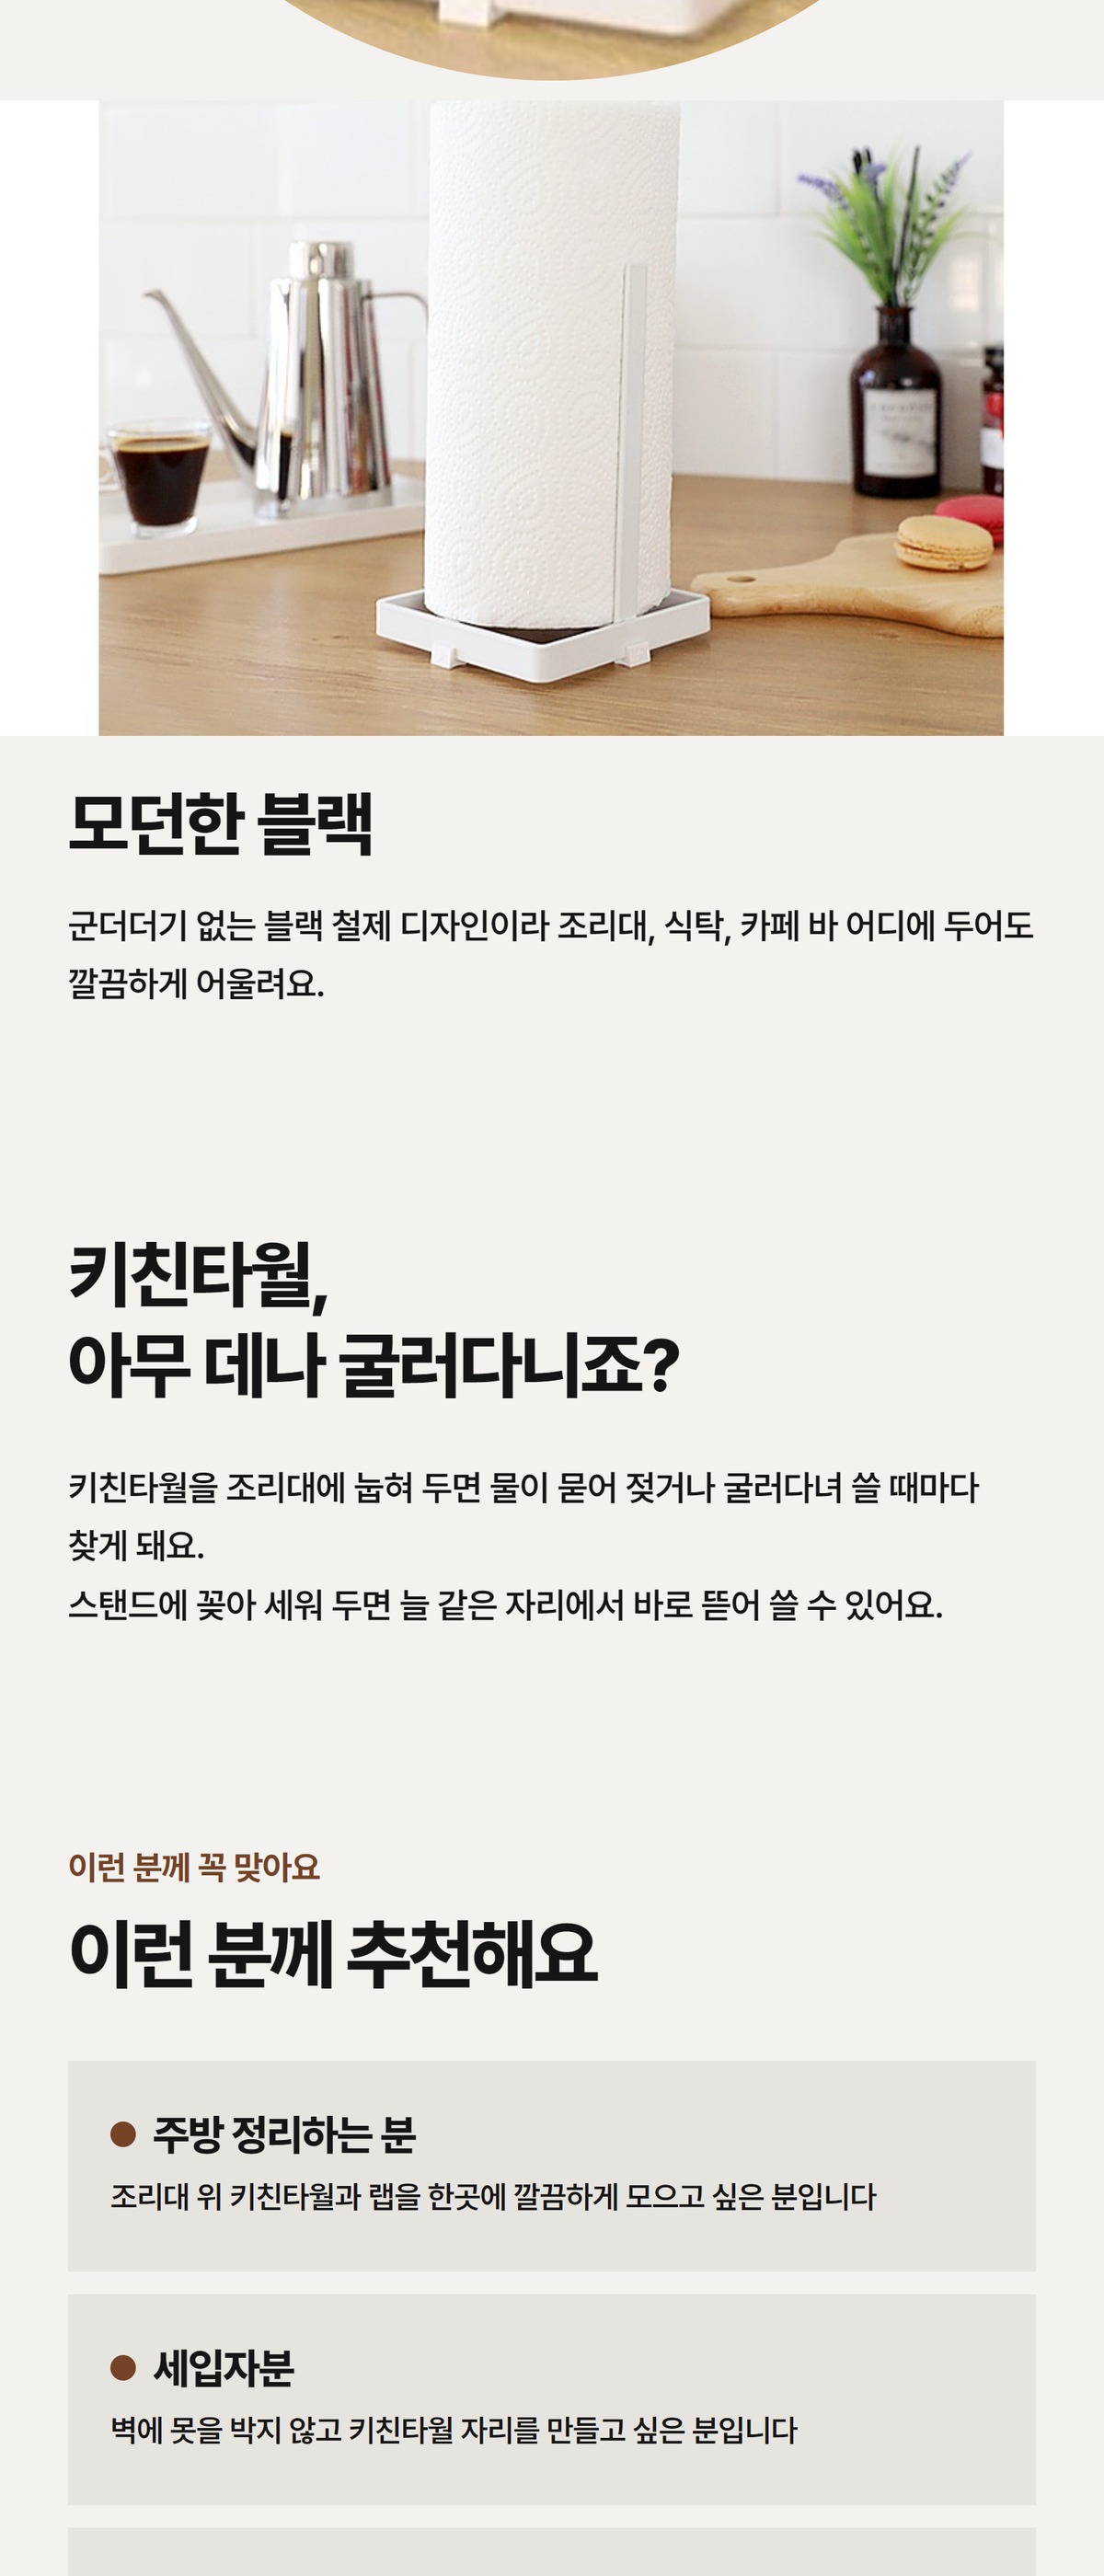 모던한 블랙
군더더기 없는 블랙 철제 디자인이라 조리대, 식탁, 카페 바 어디에 두어도
깔끔하게 어울려요.
키친타월,
아무 데나 굴러다니죠?
키친타월을 조리대에 눕혀 두면 물이 묻어 젖거나 굴러다녀 쓸 때마다
찾게 돼요.
스탠드에 꽂아 세워 두면 늘 같은 자리에서 바로 뜯어 쓸 수 있어요.
이런 분께 꼭 맞아요
이런 분께 추천해요
주방 정리하는 분
조리대 위 키친타월과 랩을 한곳에 깔끔하게 모으고 싶은 분입니다
세입자분
벽에 못을 박지 않고 키친타월 자리를 만들고 싶은 분입니다